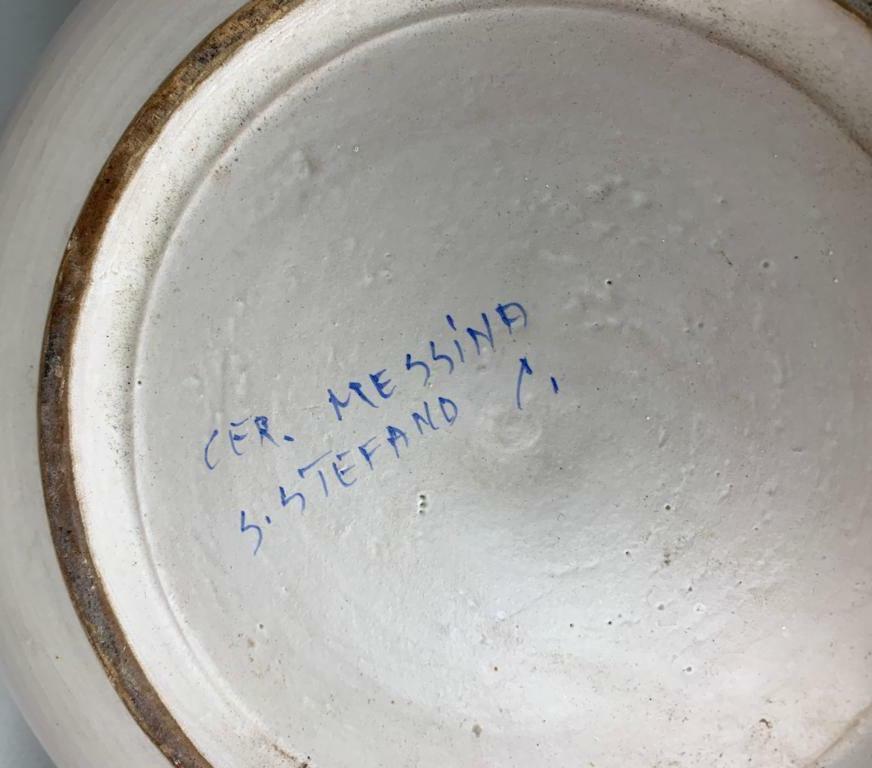 CER. MESSiNA
S. STEFANO C.